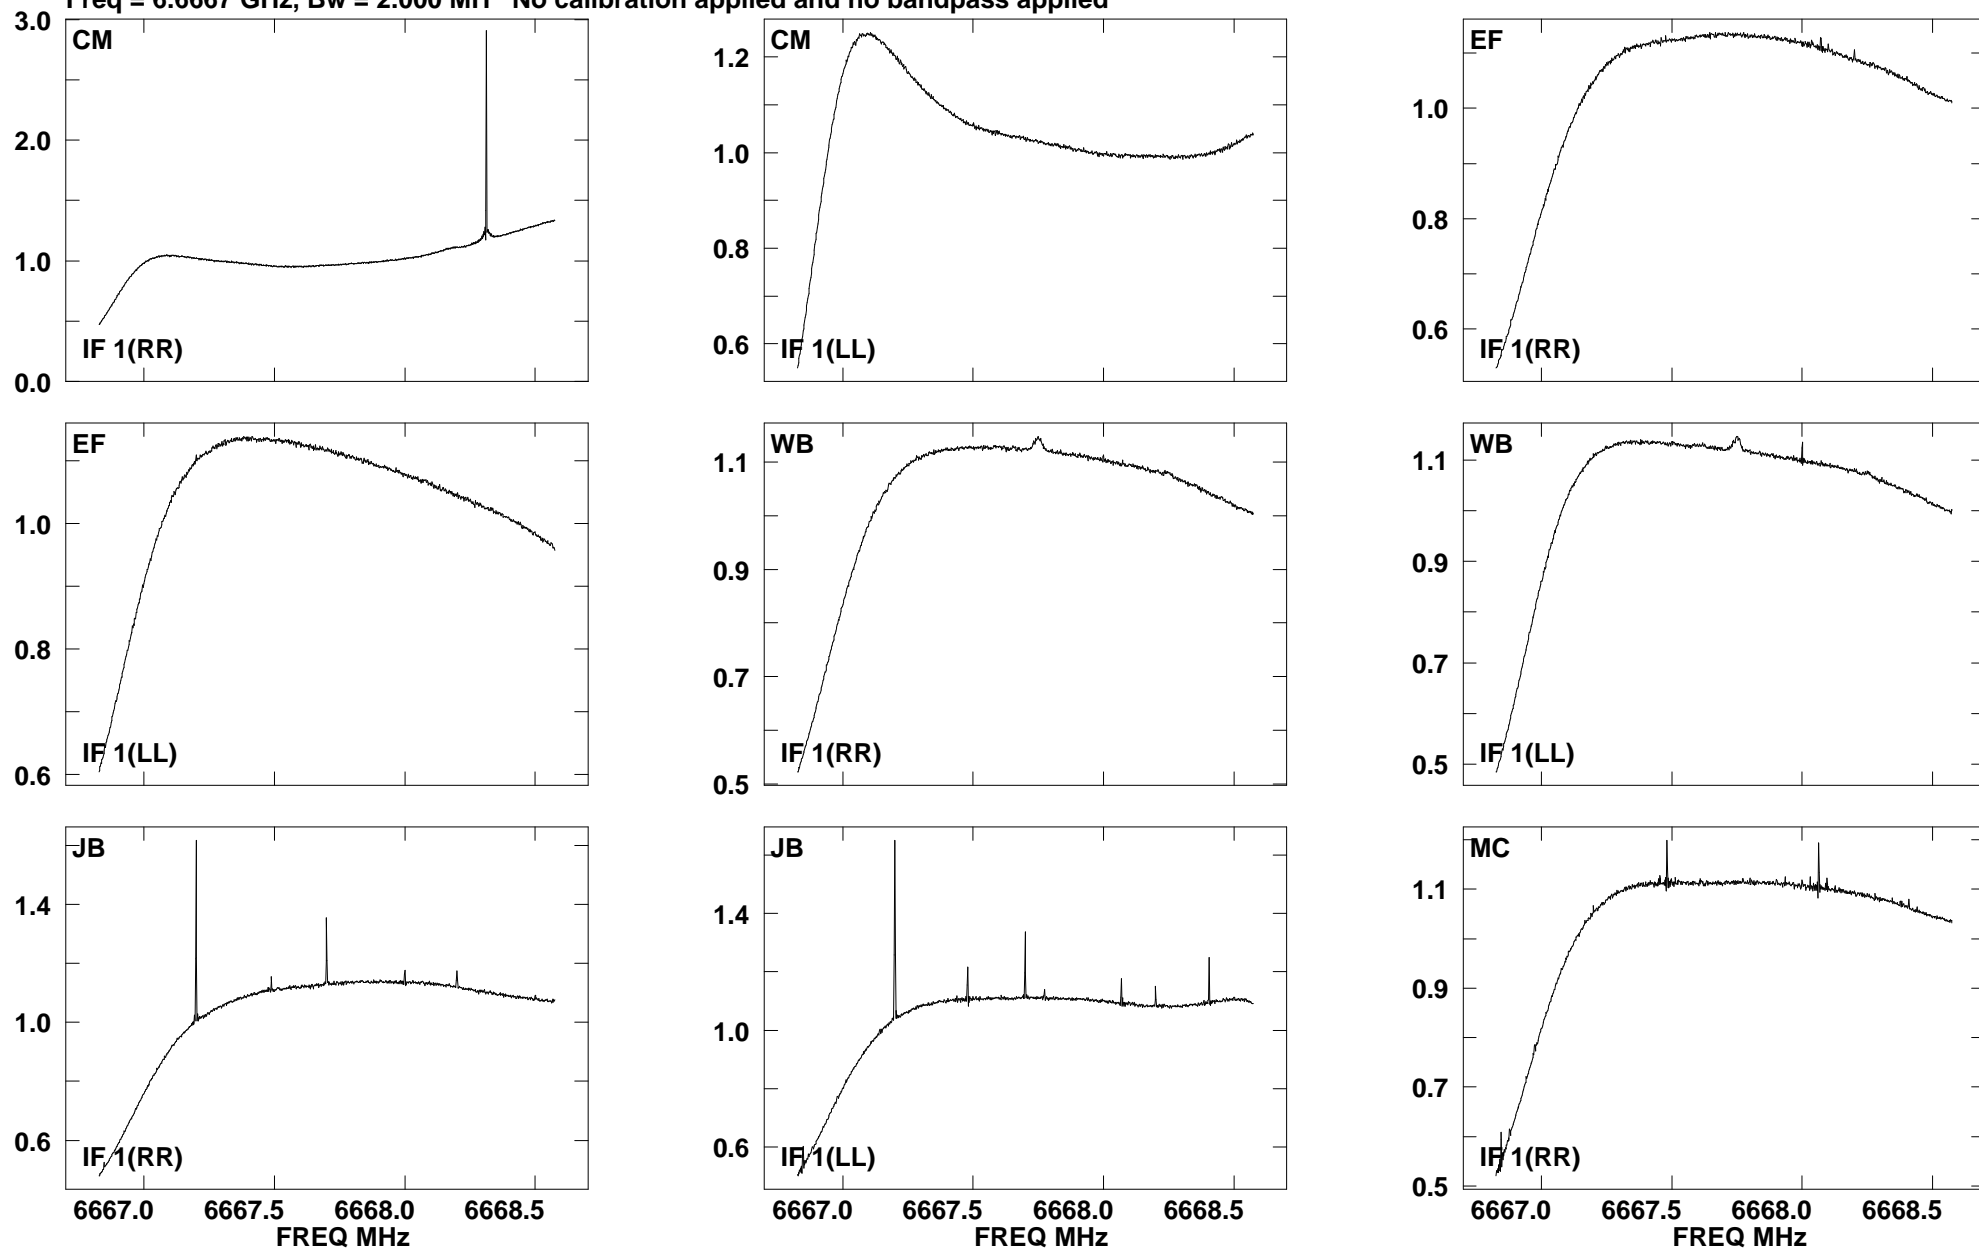 Freq = 6.6667 GHz, Bw = 2.000 MH No calibration applied and no bandpass applied
CM
3.0
2.0
1.0
0.0
IF 1(RR)
CM
1.2
1.0
0.8
0.6
IF 1(LL)
EF
1.0
0.8
0.6
IF 1(RR)
EF
1.0
0.8
0.6
IF 1(LL)
WB
1.1
0.9
0.7
0.5
IF 1(RR)
WB
1.1
0.9
0.7
0.5
IF 1(LL)
JB
1.4
1.0
0.6
IF 1(RR)
6667.0 6667.5 6668.0 6668.5
FREQ MHz
JB
1.4
1.0
0.6
IF 1(LL)
6667.0 6667.5 6668.0 6668.5
FREQ MHz
MC
1.1
0.9
0.7
0.5
IF 1(RR)
6667.0 6667.5 6668.0 6668.5
FREQ MHz